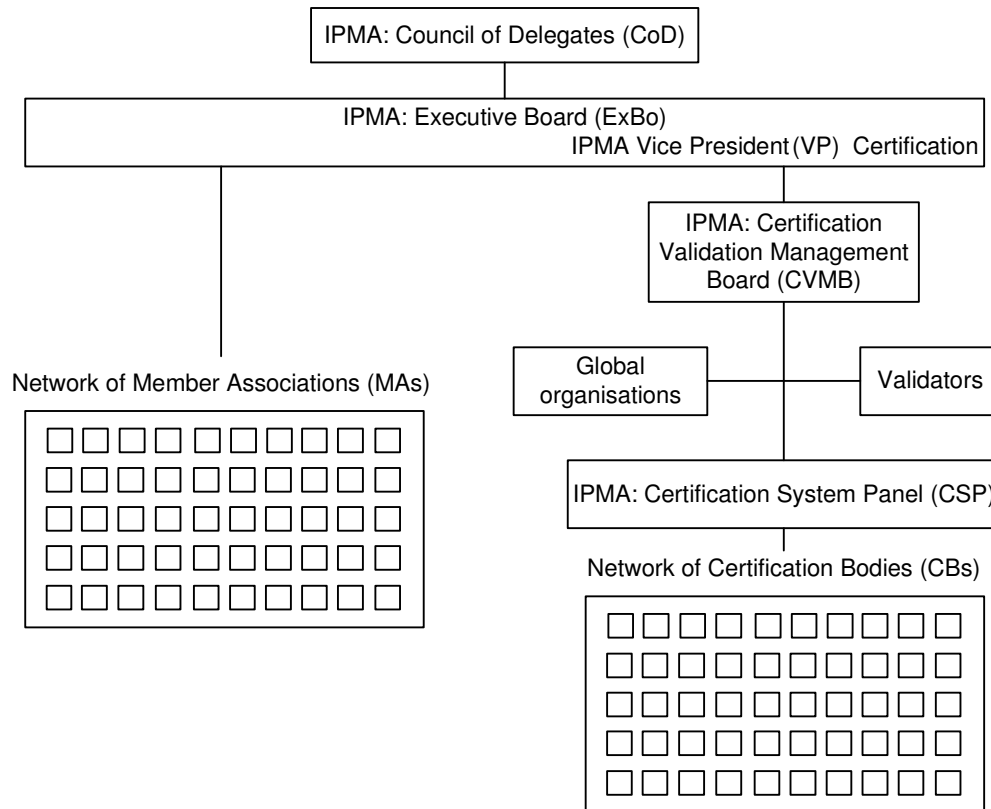 IPMA: Council of Delegates (CoD)
IPMA: Executive Board (ExBo)
IPMA Vice President (VP) Certification
IPMA: Certification
Validation Management
Board (CVMB)
Global
organisations
Validators
Network of Member Associations (MAs)
IPMA: Certification System Panel (CSP)
Network of Certification Bodies (CBs)